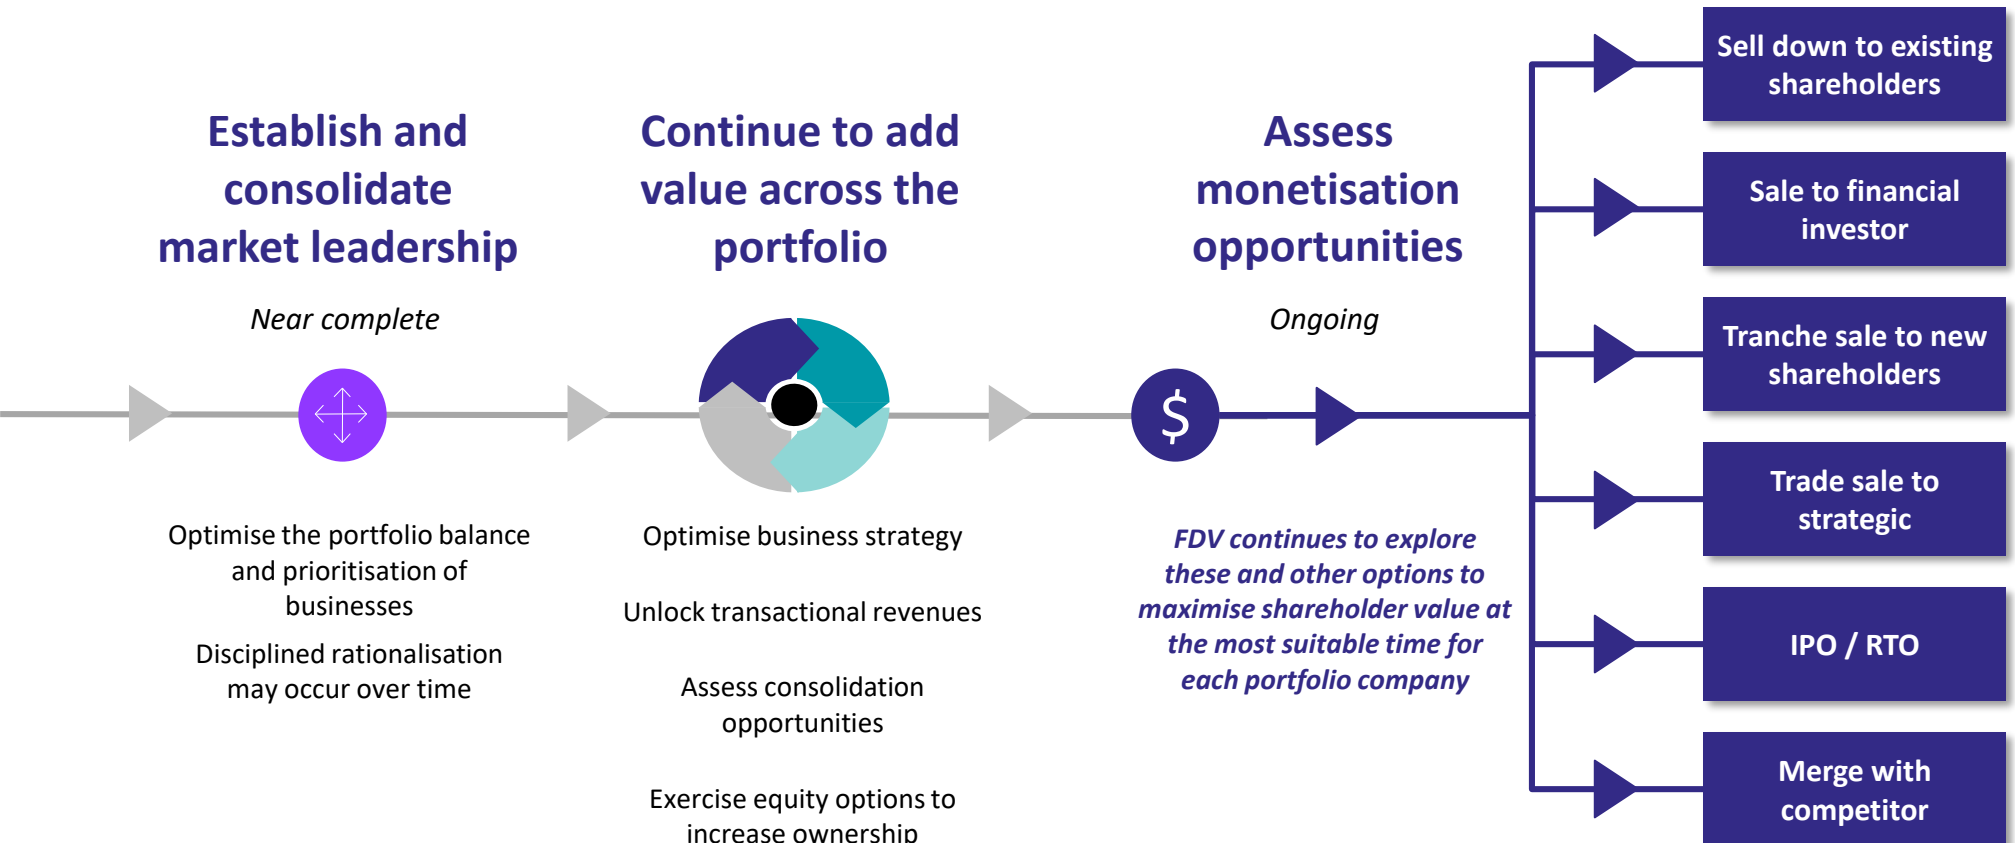 Establish and
consolidate
market leadership
Near complete
Optimise the portfolio balance
and prioritisation of
businesses
Disciplined rationalisation
may occur over time
Continue to add
value across the
portfolio
Optimise business strategy
Unlock transactional revenues
Assess consolidation
opportunities
Exercise equity options to
increase ownership
Assess
monetisation
opportunities
Ongoing
$
FDV continues to explore
these and other options to
maximise shareholder value at
the most suitable time for
each portfolio company
Sell down to existing
shareholders
Sale to financial
investor
Tranche sale to new
shareholders
Trade sale to
strategic
IPO / RTO
Merge with
competitor